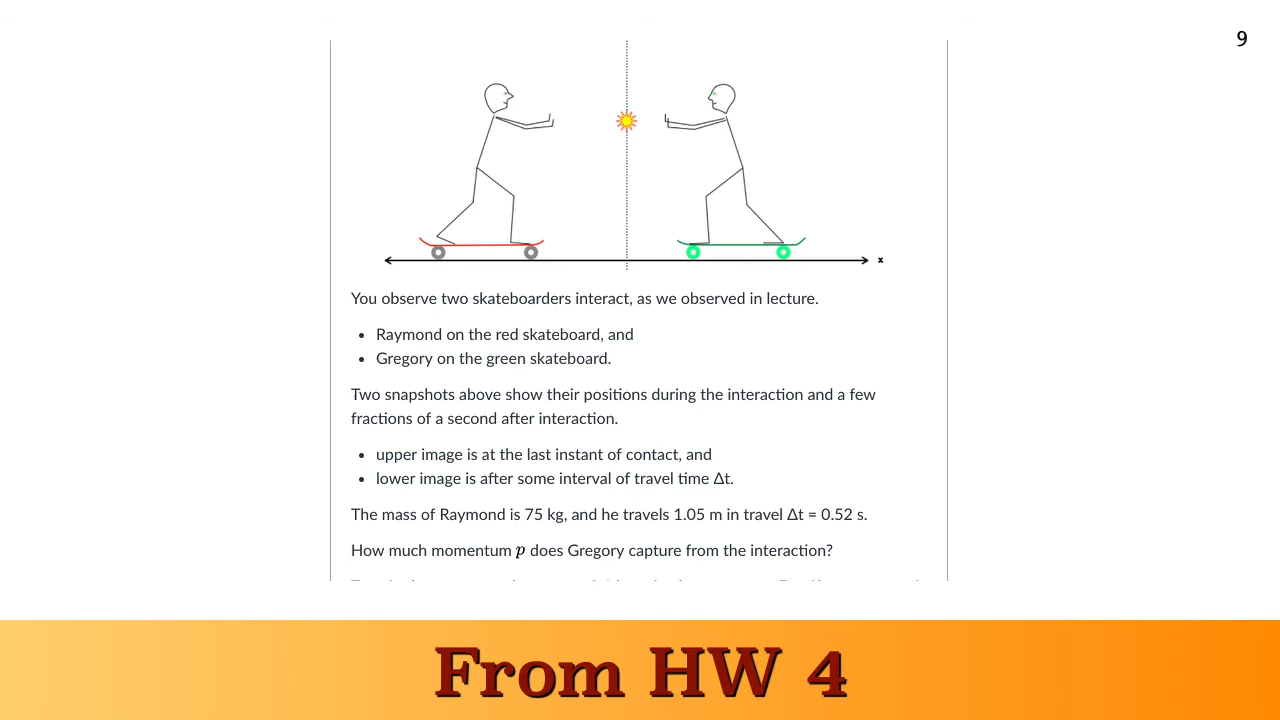 9
x
You observe two skateboarders interact, as we observed in lecture.
• Raymond on the red skateboard, and
• Gregory on the green skateboard.
Two snapshots above show their positions during the interaction and a few
fractions of a second after interaction.
• upper image is at the last instant of contact, and
• lower image is after some interval of travel time Δt.
The mass of Raymond is 75 kg, and he travels 1.05 m in travel Δt = 0.52 s.
How much momentum p does Gregory capture from the interaction?
From HW 4